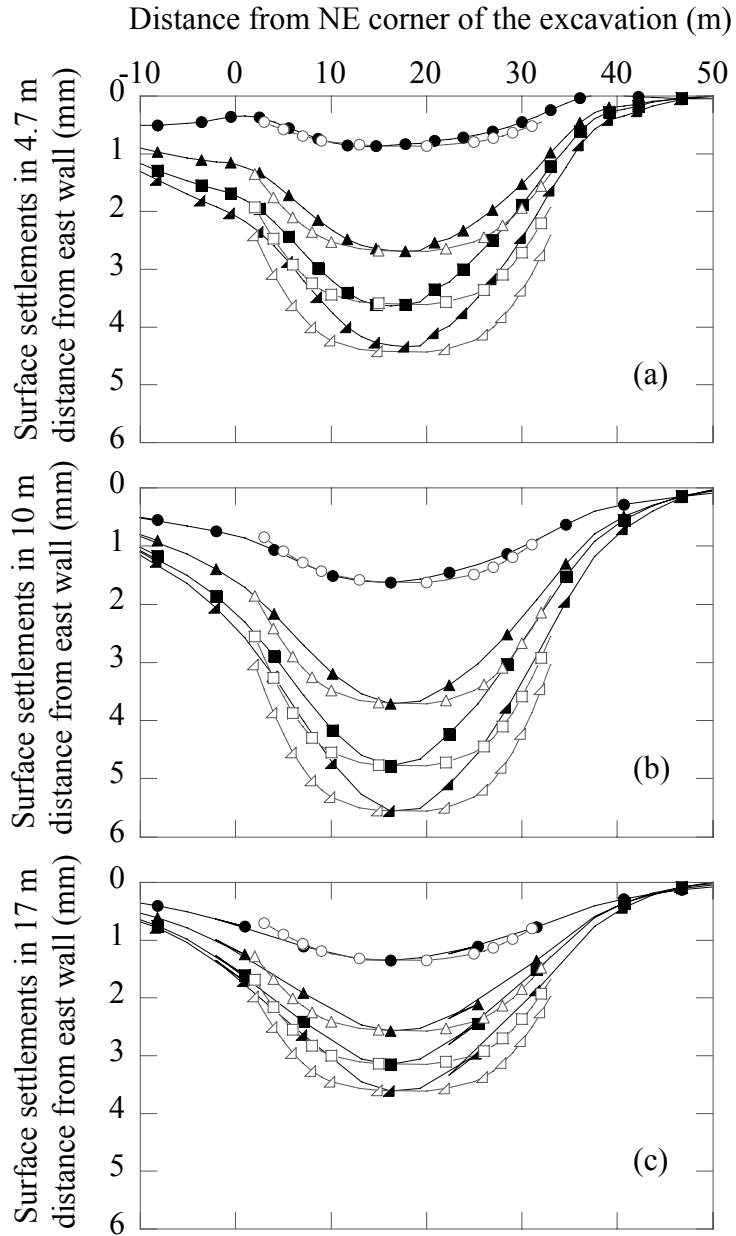 Distance from NE corner of the excavation (m)
-10 0 10 20 30 40 50
Surface settlements in 4.7 m
distance from east wall (mm)
0
1
2
3
4
5
6
(a)
Surface settlements in 10 m
distance from east wall (mm)
0
1
2
3
4
5
6
(b)
Surface settlements in 17 m
distance from east wall (mm)
0
1
2
3
4
5
6
(c)